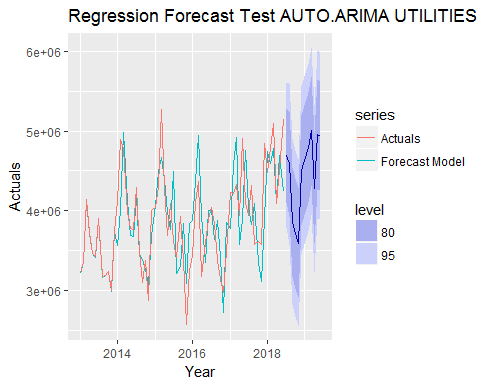 Regression Forecast Test AUTO.ARIMA UTILITIES
6e+06
5e+06
4e+06
3e+06
Actuals
2014
2016
2018
Year
series
Actuals
Forecast Model
level
80
95